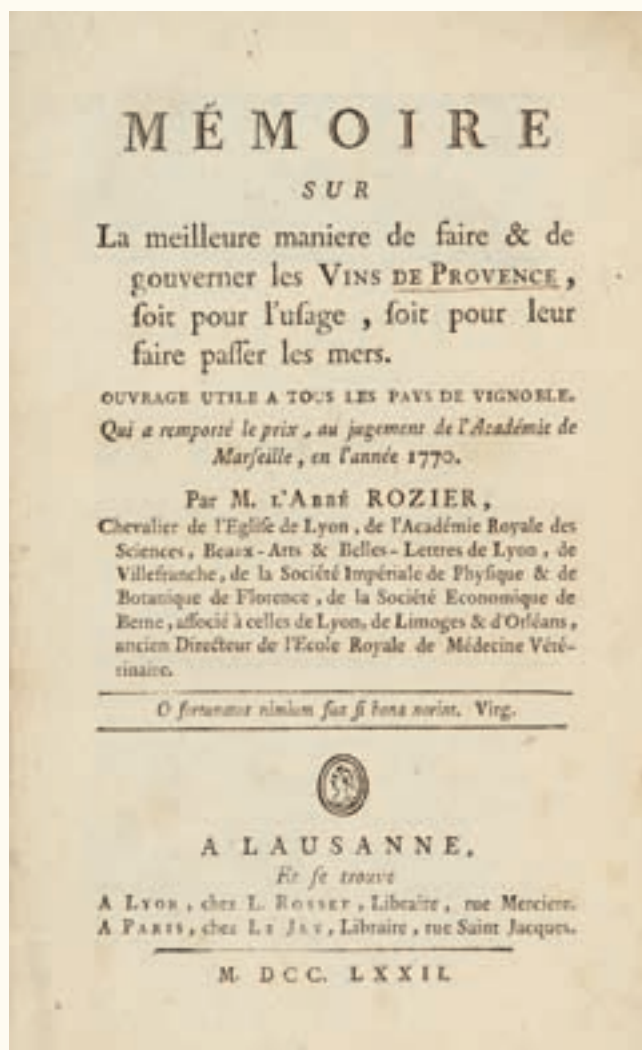 MÉMOIRE
SUR
La meilleure maniere de faire & de
gouverner les VINS DE PROVENCE,
ſoit pour l'uſage, ſoit pour leur
faire paſſer les mers.
OUVRAGE UTILE A TOUS LES PAYS DE VIGNOBLE.
Qui a remporté le prix, au jugement de l'Académie de
Marſeille, en l'année 1770.
Par M. L'ABBÉ ROZIER,
Chevalier de l'Egliſe de Lyon, de l'Académie Royale des
Sciences, Beaux-Arts & Belles-Lettres de Lyon, de
Villefranche, de la Société Impériale de Phyſique & de
Botanique de Florence, de la Société Economique de
Berne, aſſocié à celles de Lyon, de Limoges & d'Orléans,
ancien Directeur de l'Ecole Royale de Médecine Vété-
rinaire.
O fortunatos nimium ſua ſi bona norint. Virg.
A LAUSANNE,
Et ſe trouve
A LYON, chez L. ROSSET, Libraire, rue Merciere.
A PARIS, chez LE JAY, Libraire, rue Saint Jacques.
M. DCC. LXXII.